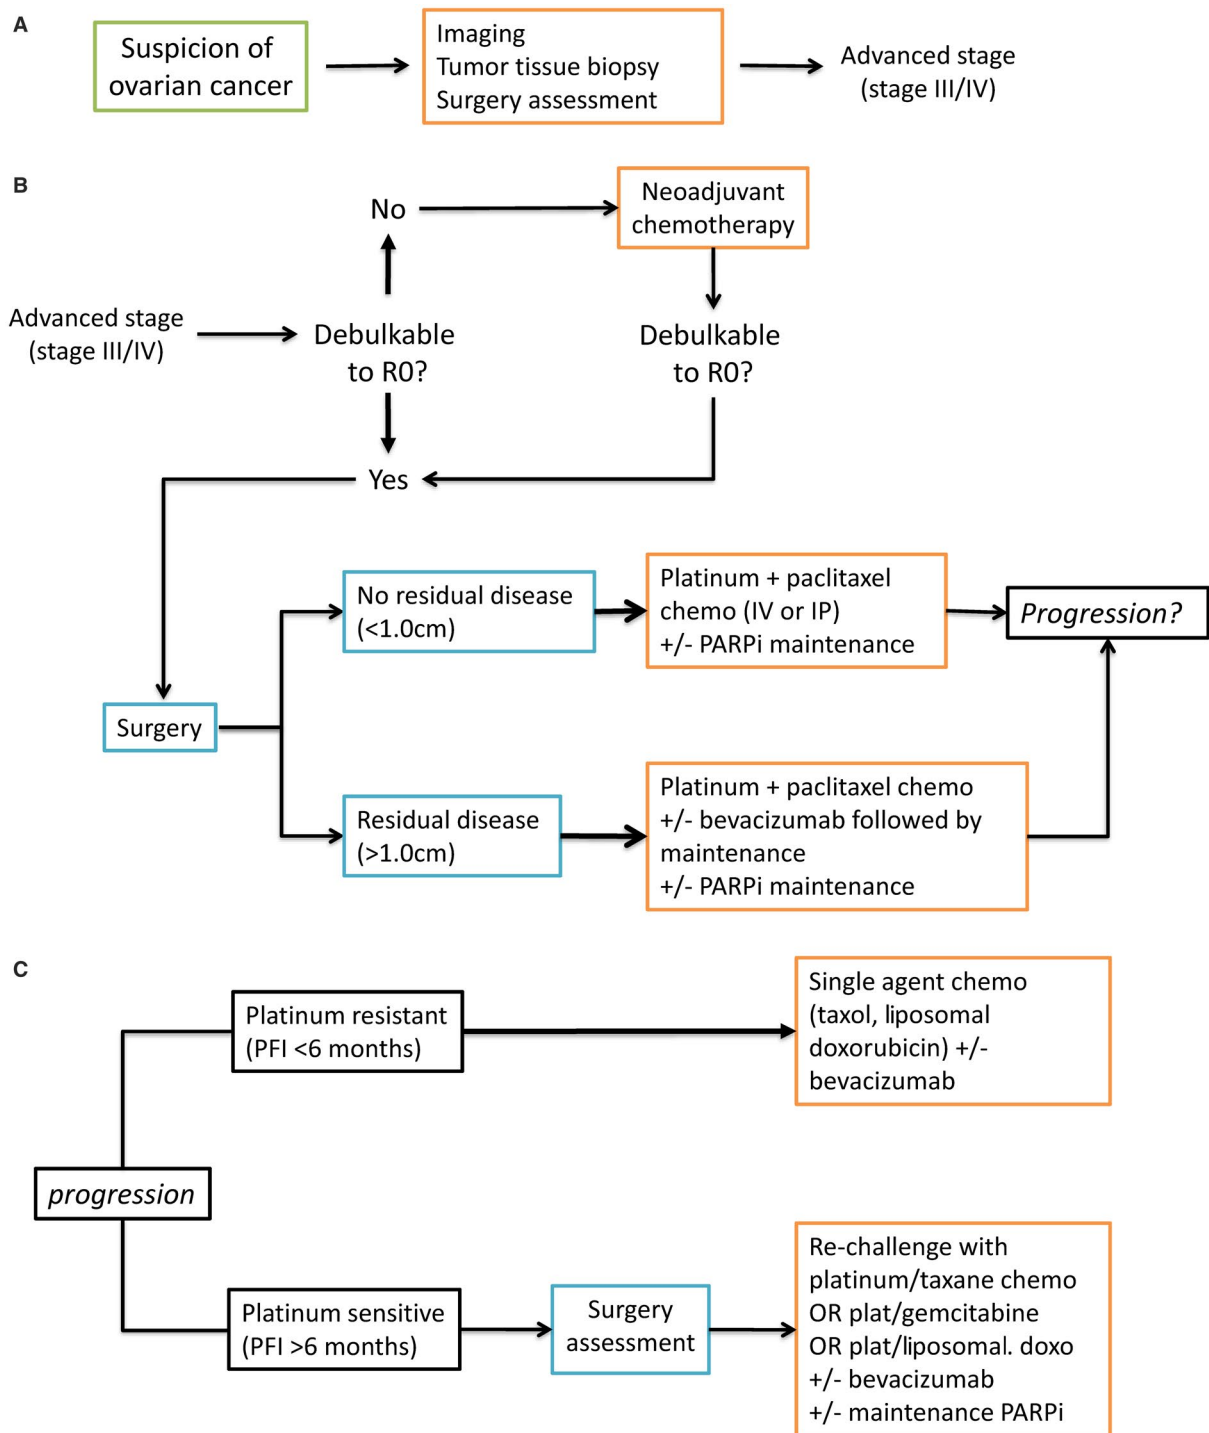 A
Suspicion of
ovarian cancer
Imaging
Tumor tissue biopsy
Surgery assessment
Advanced stage
(stage III/IV)
B
No
Neoadjuvant
chemotherapy
Advanced stage
(stage III/IV)
Debulkable
to R0?
Debulkable
to R0?
Yes
No residual disease
(<1.0cm)
Platinum + paclitaxel
chemo (IV or IP)
+/- PARPi maintenance
Progression?
Surgery
Residual disease
(>1.0cm)
Platinum + paclitaxel chemo
+/- bevacizumab followed by
maintenance
+/- PARPi maintenance
C
Platinum resistant
(PFI <6 months)
Single agent chemo
(taxol, liposomal
doxorubicin) +/-
bevacizumab
progression
Platinum sensitive
(PFI >6 months)
Surgery
assessment
Re-challenge with
platinum/taxane chemo
OR plat/gemcitabine
OR plat/liposomal. doxo
+/- bevacizumab
+/- maintenance PARPi